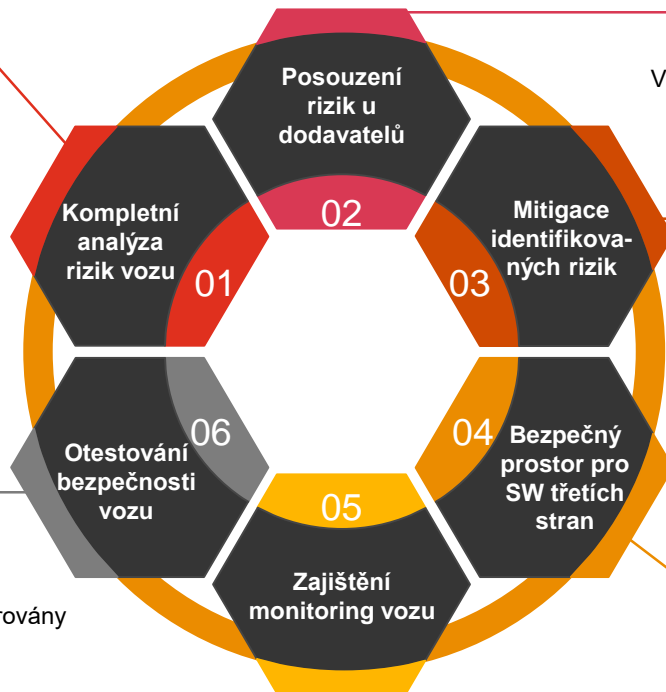 Kompletní
analýza
rizik vozu
01
Posouzení
rizik u
dodavatelů
02
V
Mitigace
identifikova-
ných rizik
03
Bezpečný
prostor pro
SW třetích
stran
04
Zajištění
monitoring vozu
05
Otestování
bezpečnosti
vozu
06
rovány